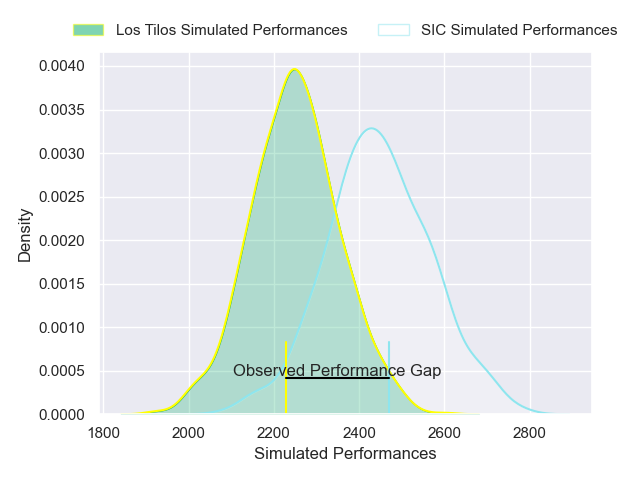 Los Tilos Simulated Performances SIC Simulated Performances
0.0040
0.0035
0.0030
0.0025
0.0020
0.0015
0.0010
0.0005
0.0000
Density
Observed Performance Gap
1800 2000 2200 2400 2600 2800
Simulated Performances